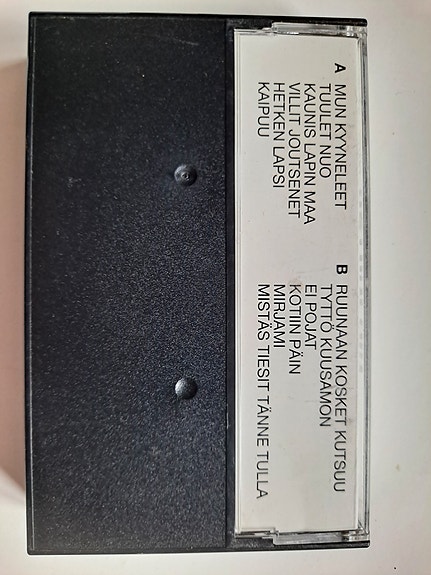 A MUN KYYNELEET
TUULET NUO
KAUNIS LAPIN MAA
VILLIT JOUTSENET
HETKEN LAPSI
KAIPUU
B RUUNAAN KOSKET KUTSUU
TYTTÖ KUUSAMON
EI POJAT
KOTIIN PÄIN
MIRJAMI
MISTÄS TIESIT TÄNNE TULLA